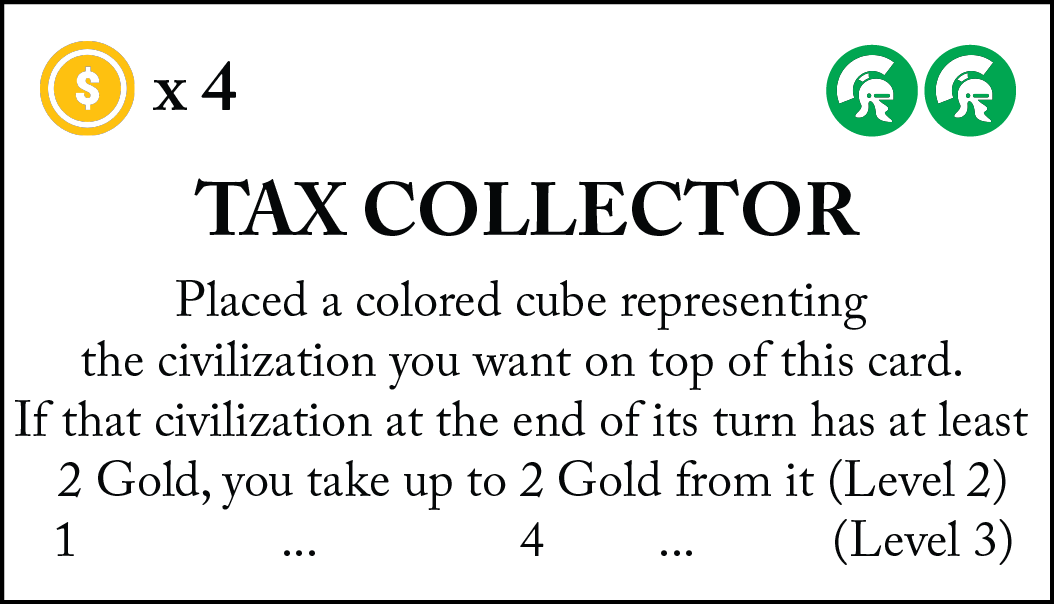 $ x 4
TAX COLLECTOR
Placed a colored cube representing
the civilization you want on top of this card.
If that civilization at the end of its turn has at least
2 Gold, you take up to 2 Gold from it (Level 2)
1 ... 4 ... (Level 3)